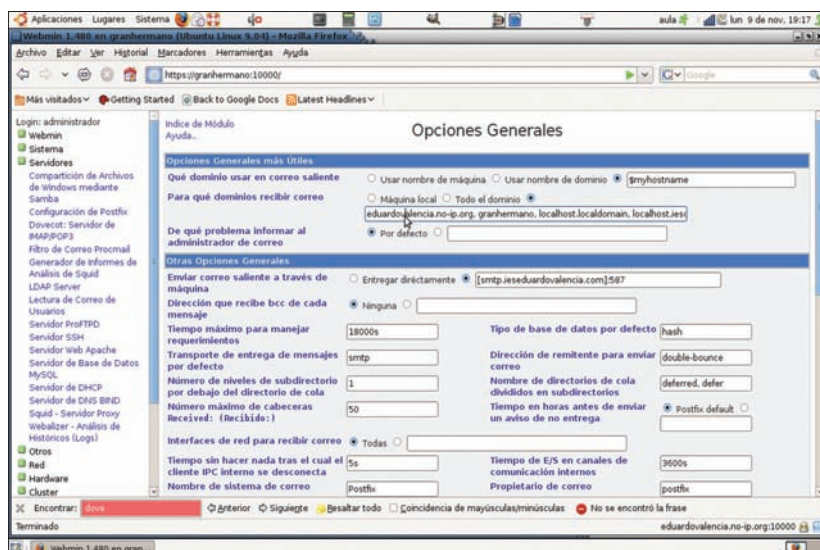 Aplicaciones Lugares Sistema
aula
lun 9 de nov, 19:17
Webmin 1.480 en granhermano (Ubuntu Linux 9.04) - Mozilla Firefox
Archivo Editar Ver Historial Marcadores Herramientas Ayuda
https://granhermano:10000/
Google
Más visitados Getting Started Back to Google Docs Latest Headlines
Login: administrador
Webmin
Sistema
Servidores
Compartición de Archivos
de Windows mediante
Samba
Configuración de Postfix
Dovecot: Servidor de
IMAP/POP3
Filtro de Correo Procmail
Generador de Informes de
Análisis de Squid
LDAP Server
Lectura de Correo de
Usuarios
Servidor ProFTPD
Servidor SSH
Servidor Web Apache
Servidor de Base de Datos
MySQL
Servidor de DHCP
Servidor de DNS BIND
Squid - Servidor Proxy
Webalizer - Análisis de
Históricos (Logs)
Otros
Red
Hardware
Cluster
Indice de Módulo
Ayuda..
Opciones Generales
Opciones Generales más Útiles
Qué dominio usar en correo saliente Usar nombre de máquina Usar nombre de dominio $myhostname
Para qué dominios recibir correo Máquina local Todo el dominio
eduardovalencia.no-ip.org, granhermano, localhost.localdomain, localhost.ies
De qué problema informar al
administrador de correo
Por defecto
Otras Opciones Generales
Enviar correo saliente a través de
máquina
Entregar directamente [smtp.ieseduardovalencia.com]:587
Dirección que recibe bcc de cada
mensaje
Ninguna
Tiempo máximo para manejar
requerimientos
18000s
Tipo de base de datos por defecto hash
Transporte de entrega de mensajes
por defecto
smtp
Dirección de remitente para enviar
correo
double-bounce
Número de niveles de subdirectorio
por debajo del directorio de cola
1
Nombre de directorios de cola
divididos en subdirectorios
deferred, defer
Número máximo de cabeceras
Received: (Recibido:)
50
Tiempo en horas antes de enviar
un aviso de no entrega
Postfix default
Interfaces de red para recibir correo Todas
Tiempo sin hacer nada tras el cual el
cliente IPC interno se desconecta
5s
Tiempo de E/S en canales de
comunicación internos
3600s
Nombre de sistema de correo Postfix
Propietario de correo postfix
Encontrar: dove Anterior Siguiente Resaltar todo Coincidencia de mayúsculas/minúsculas No se encontró la frase
Terminado
eduardovalencia.no-ip.org:10000
Webmin 1.480 en gran